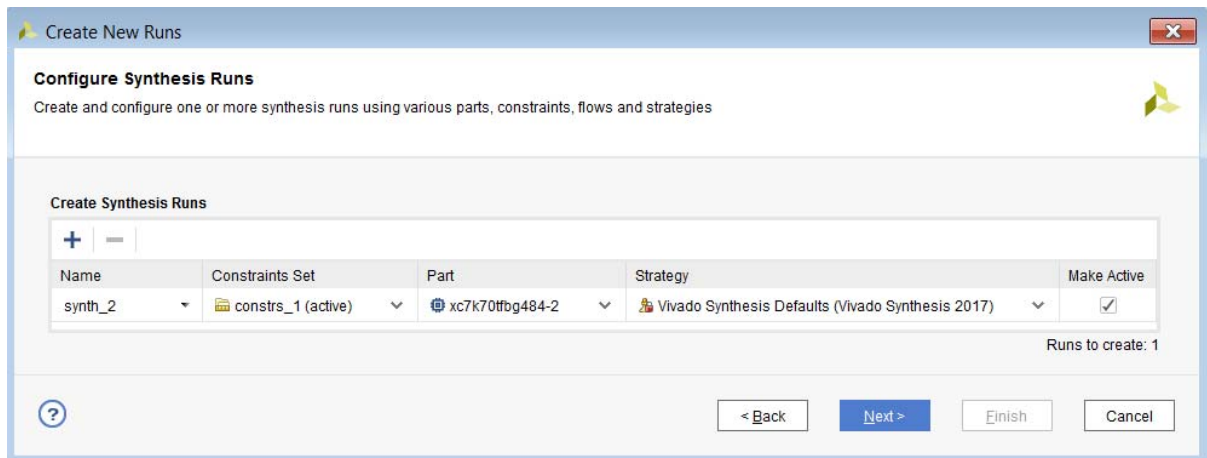 Create New Runs
Configure Synthesis Runs
Create and configure one or more synthesis runs using various parts, constraints, flows and strategies
Create Synthesis Runs
Name Constraints Set Part Strategy Make Active
synth_2 constrs_1 (active) xc7k70tfbg484-2 Vivado Synthesis Defaults (Vivado Synthesis 2017)
Runs to create: 1
? < Back Next > Finish Cancel